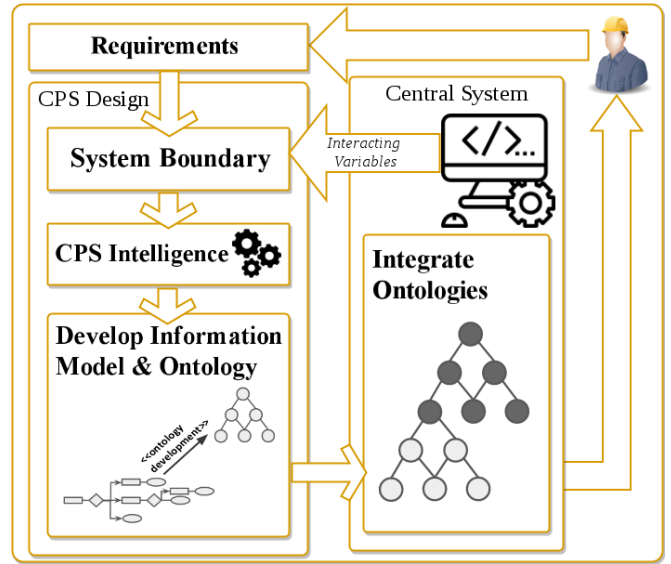 Requirements
CPS Design
System Boundary
CPS Intelligence
Develop Information
Model & Ontology
<<ontology
development>>
Central System
Interacting
Variables
</>...
Integrate
Ontologies